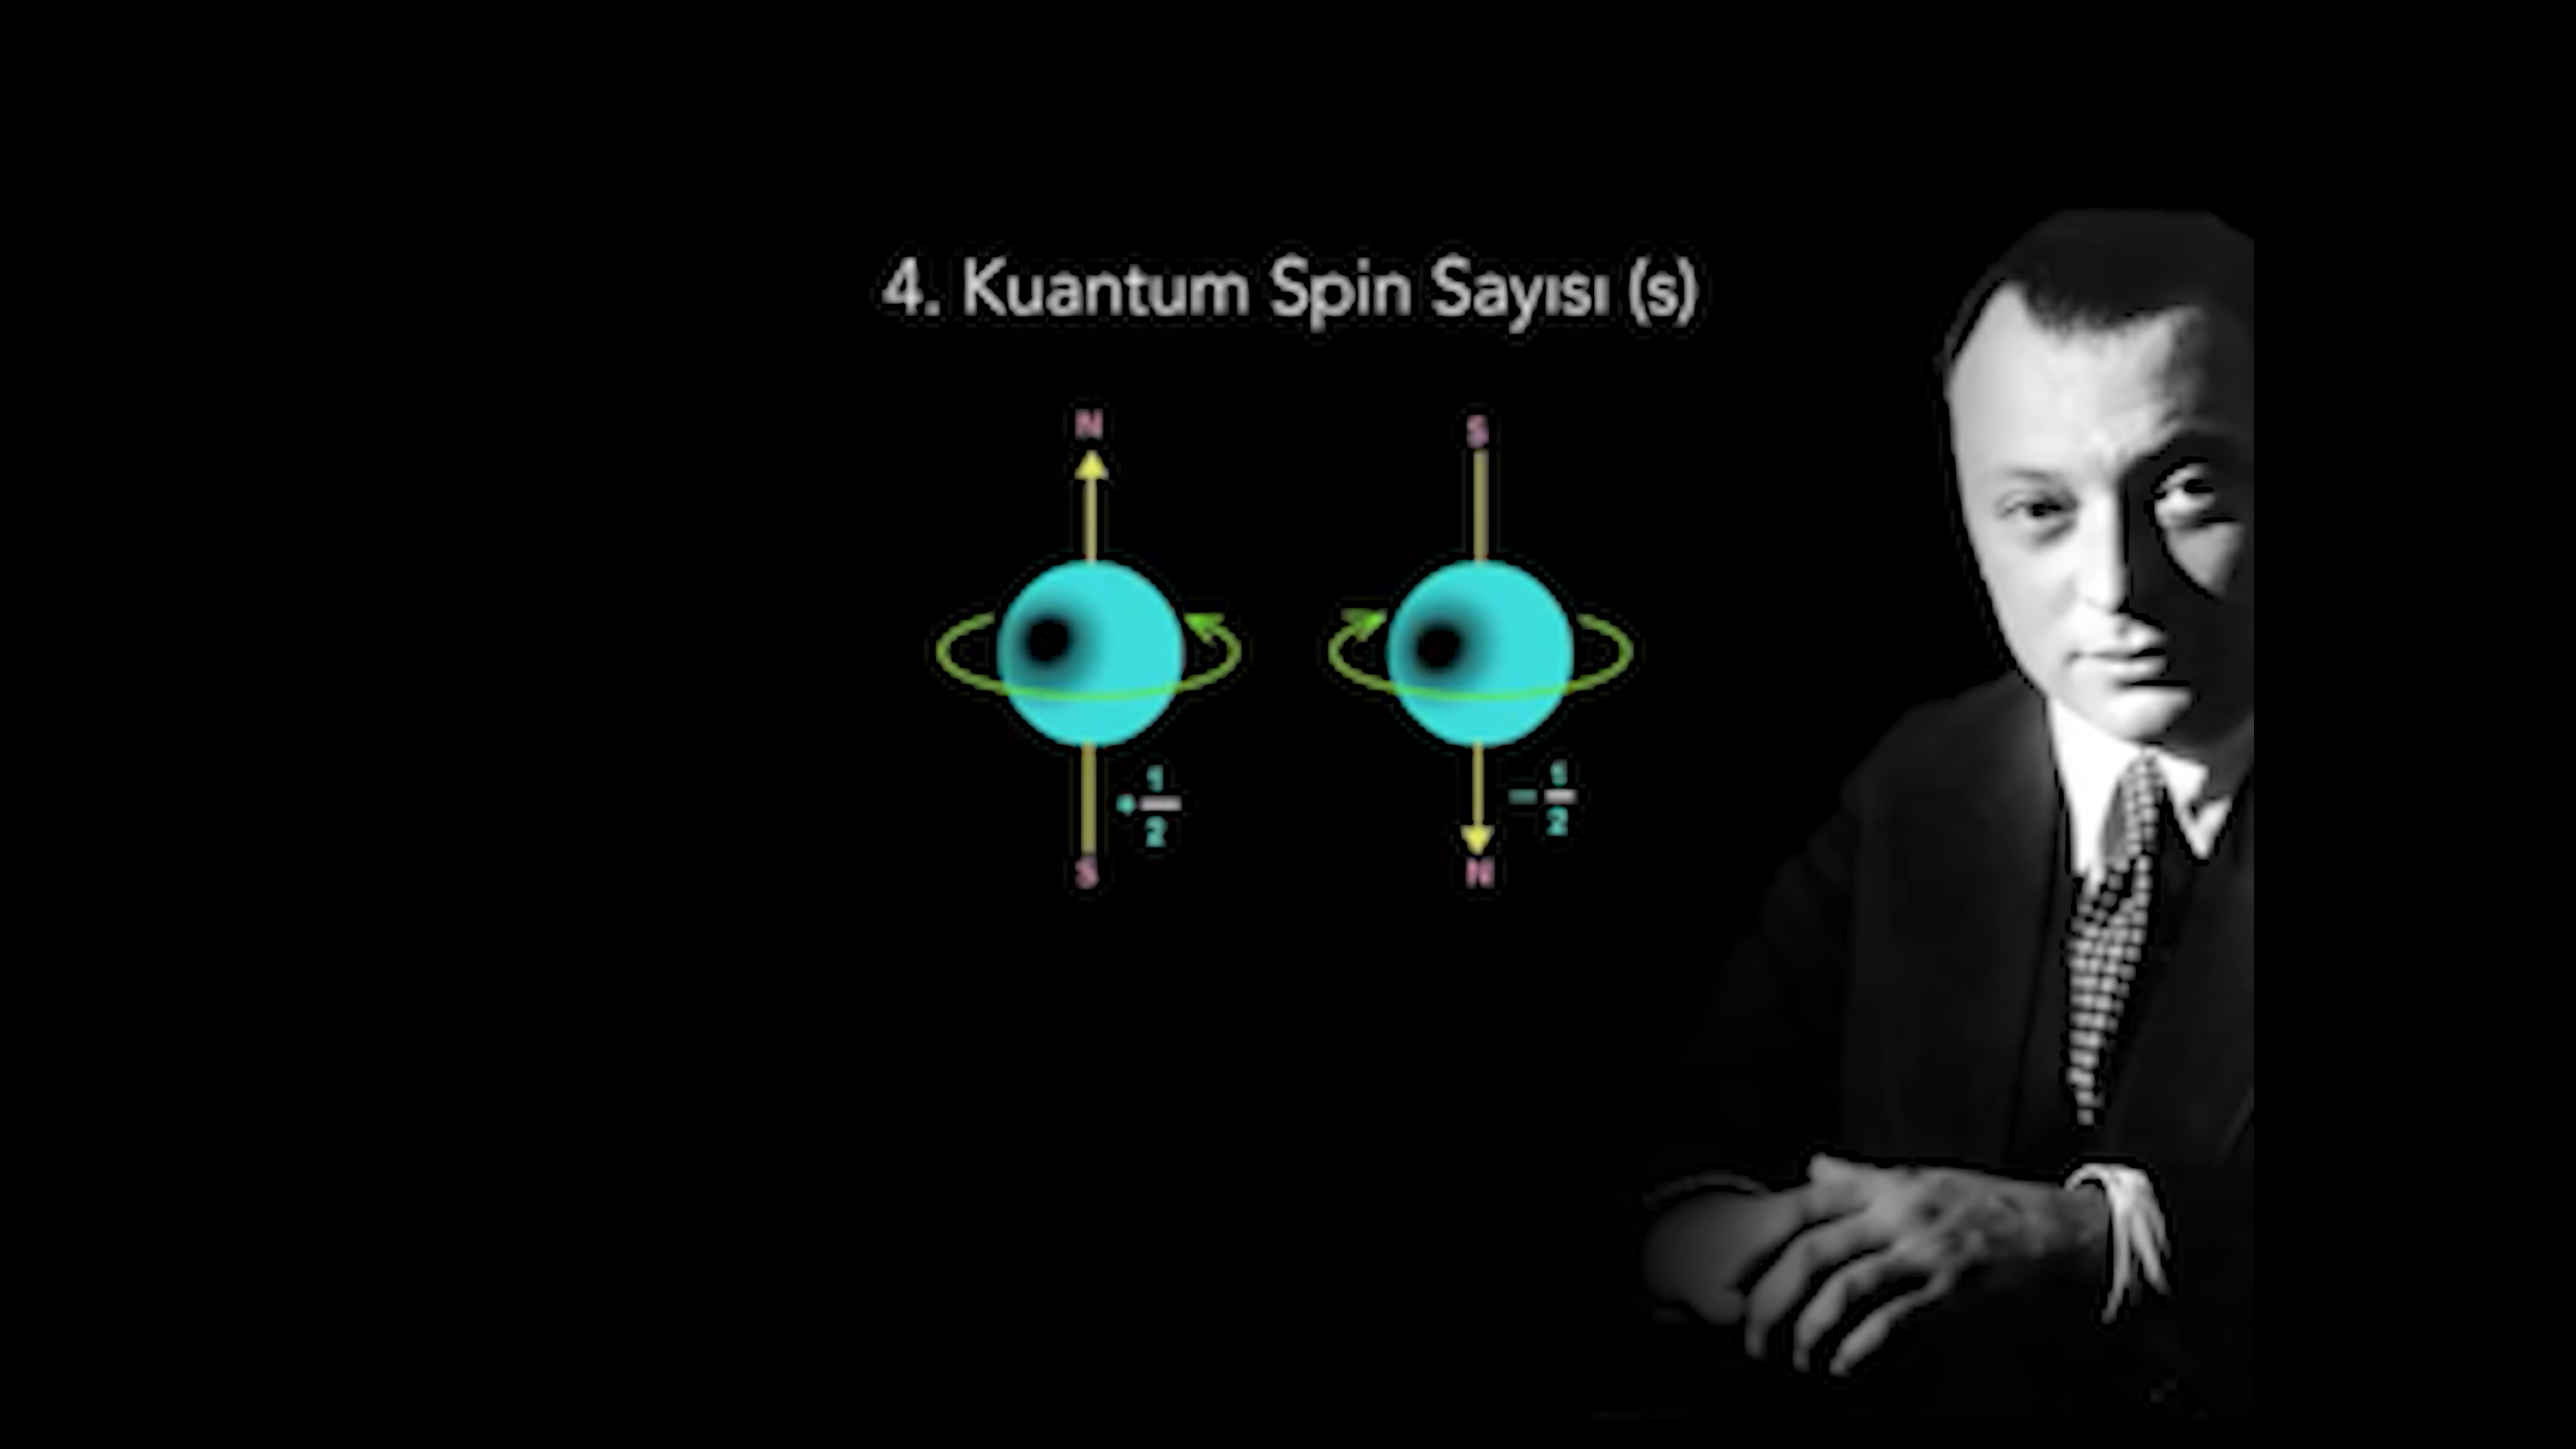 4. Kuantum Spin Sayısı (s)
N S
+ 1/2 - 1/2
S N